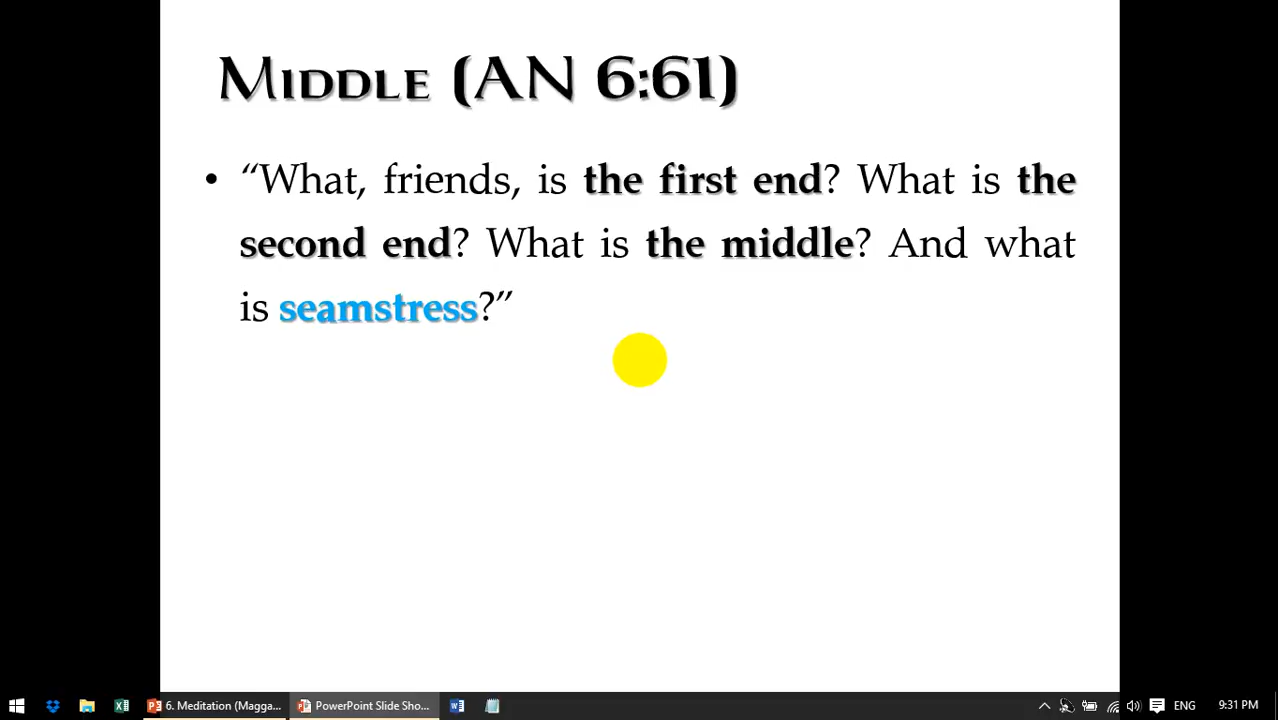 MIDDLE (AN 6:61)
• “What, friends, is the first end? What is the
second end? What is the middle? And what
is seamstress?”
6. Meditation (Magga... PowerPoint Slide Sho... ENG 9:31 PM